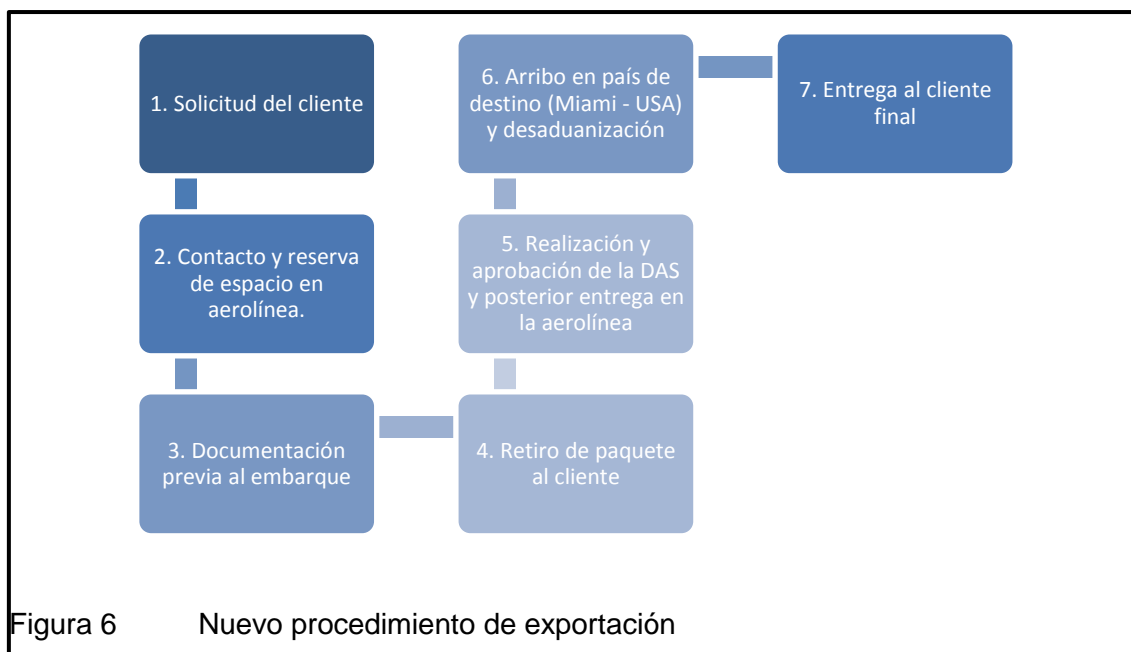 1. Solicitud del cliente
2. Contacto y reserva
de espacio en
aerolínea.
3. Documentación
previa al embarque
4. Retiro de paquete
al cliente
5. Realización y
aprobación de la DAS
y posterior entrega en
la aerolínea
6. Arribo en país de
destino (Miami - USA)
y desaduanización
7. Entrega al cliente
final
Figura 6 Nuevo procedimiento de exportación